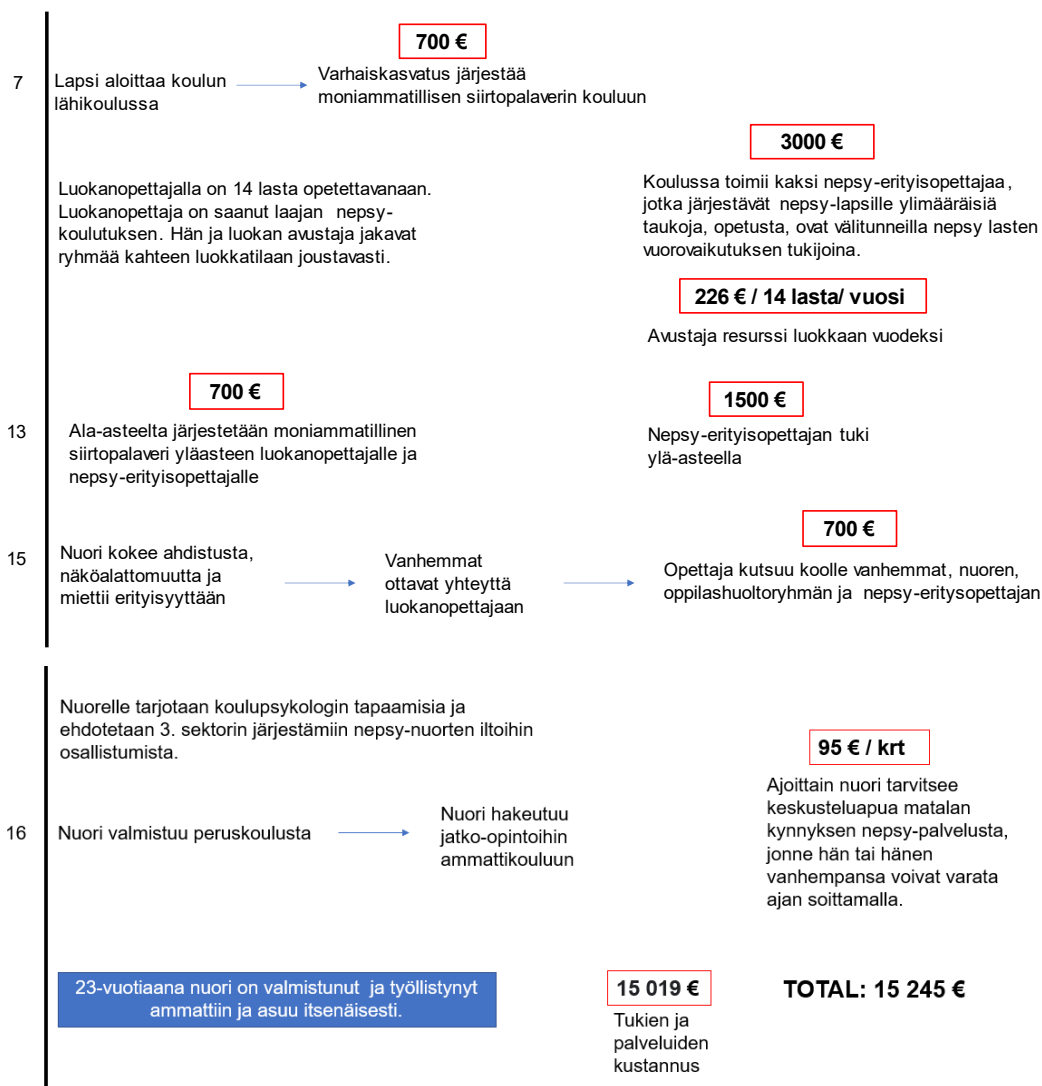 700 €
7
Lapsi aloittaa koulun
lähikoulussa
Varhaiskasvatus järjestää
moniammatillisen siirtopalaverin kouluun
3000 €
Luokanopettajalla on 14 lasta opetettavanaan.
Luokanopettaja on saanut laajan nepsy-
koulutuksen. Hän ja luokan avustaja jakavat
ryhmää kahteen luokkatilaan joustavasti.
Koulussa toimii kaksi nepsy-erityisopettajaa,
jotka järjestävät nepsy-lapsille ylimääräisiä
taukoja, opetusta, ovat välitunneilla nepsy lasten
vuorovaikutuksen tukijoina.
226 € / 14 lasta/ vuosi
Avustaja resurssi luokkaan vuodeksi
700 €
1500 €
13
Ala-asteelta järjestetään moniammatillinen
siirtopalaveri yläasteen luokanopettajalle ja
nepsy-erityisopettajalle
Nepsy-erityisopettajan tuki
ylä-asteella
700 €
15
Nuori kokee ahdistusta,
näköalattomuutta ja
miettii erityisyyttään
Vanhemmat
ottavat yhteyttä
luokanopettajaan
Opettaja kutsuu koolle vanhemmat, nuoren,
oppilashuoltoryhmän ja nepsy-eritysopettajan
Nuorelle tarjotaan koulupsykologin tapaamisia ja
ehdotetaan 3. sektorin järjestämiin nepsy-nuorten iltoihin
osallistumista.
95 € / krt
16
Nuori valmistuu peruskoulusta
Nuori hakeutuu
jatko-opintoihin
ammattikouluun
Ajoittain nuori tarvitsee
keskusteluapua matalan
kynnyksen nepsy-palvelusta,
jonne hän tai hänen
vanhempansa voivat varata
ajan soittamalla.
23-vuotiaana nuori on valmistunut ja työllistynyt
ammattiin ja asuu itsenäisesti.
15 019 €
Tukien ja
palveluiden
kustannus
TOTAL: 15 245 €